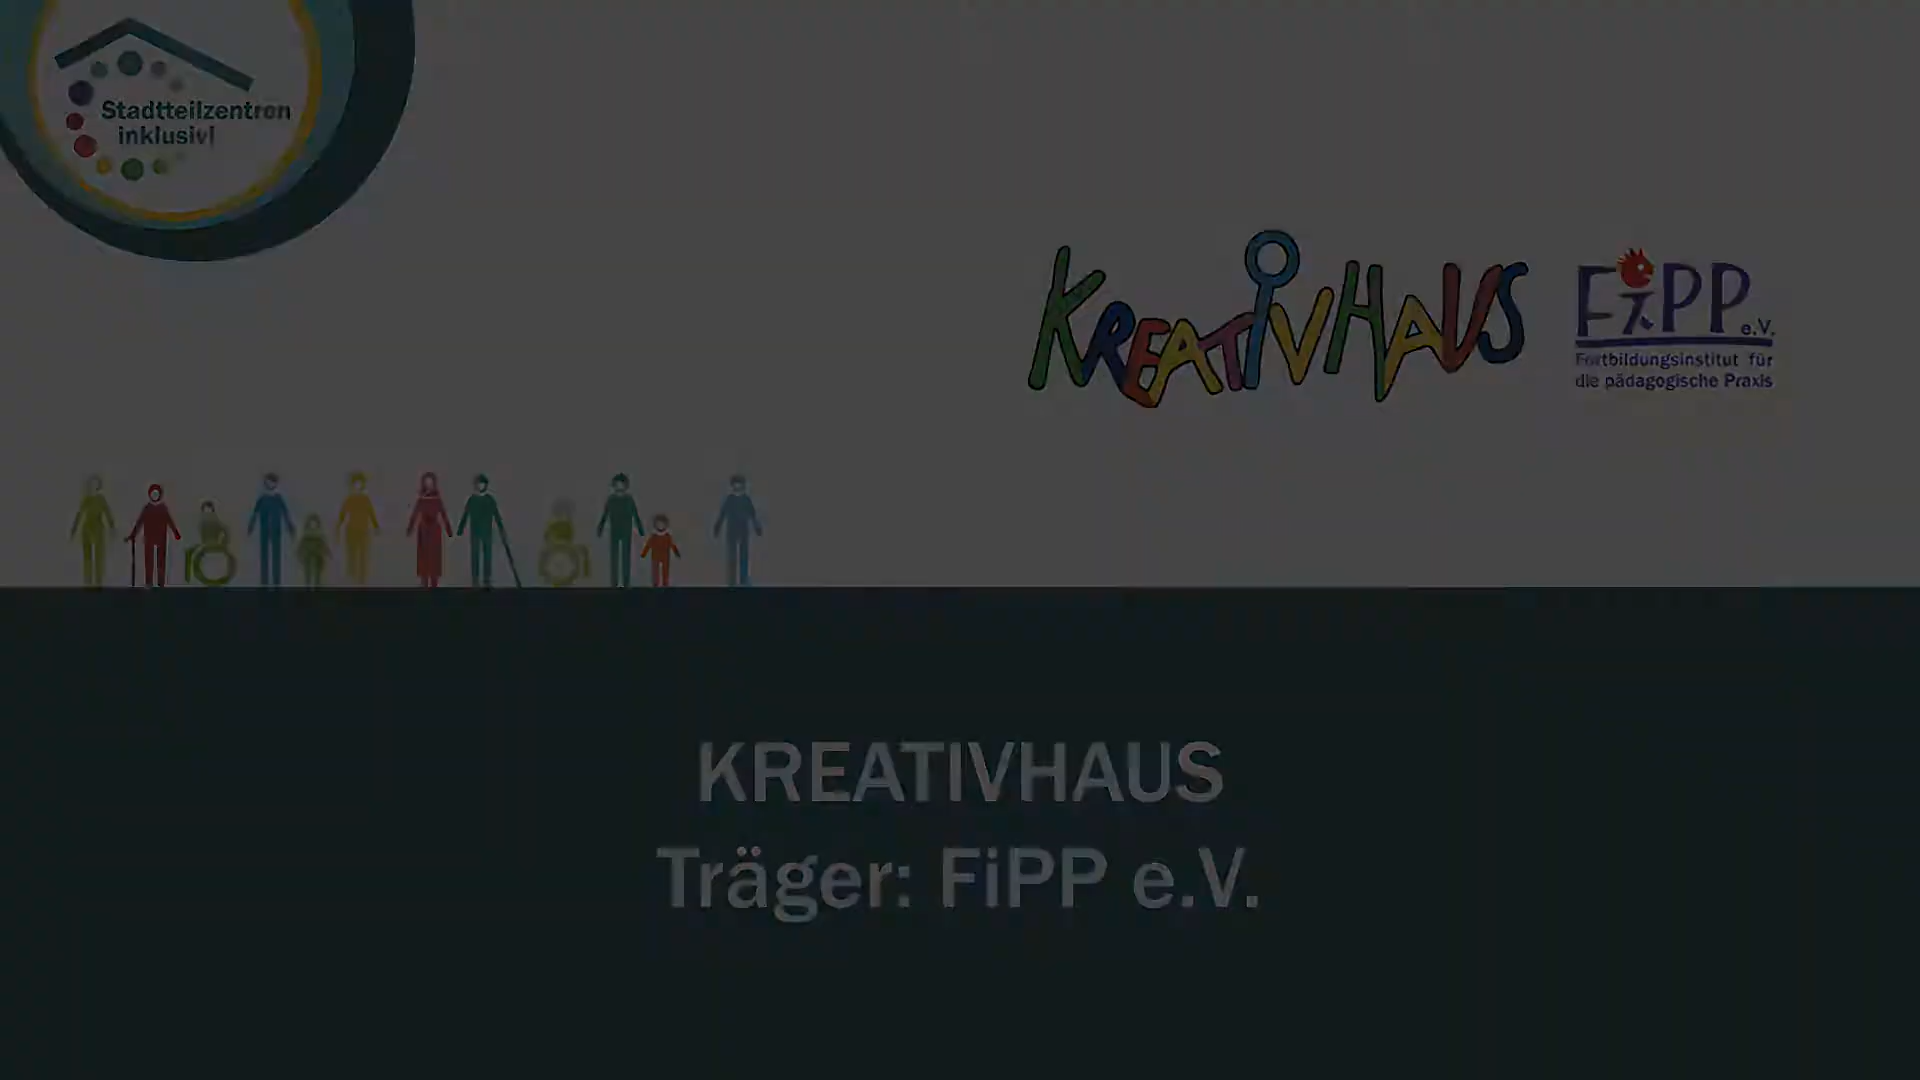 Stadtteilzentren
inklusiv!
KREATIVHAUS
FiPP e.V.
Fortbildungsinstitut für
die pädagogische Praxis
KREATIVHAUS
Träger: FiPP e.V.